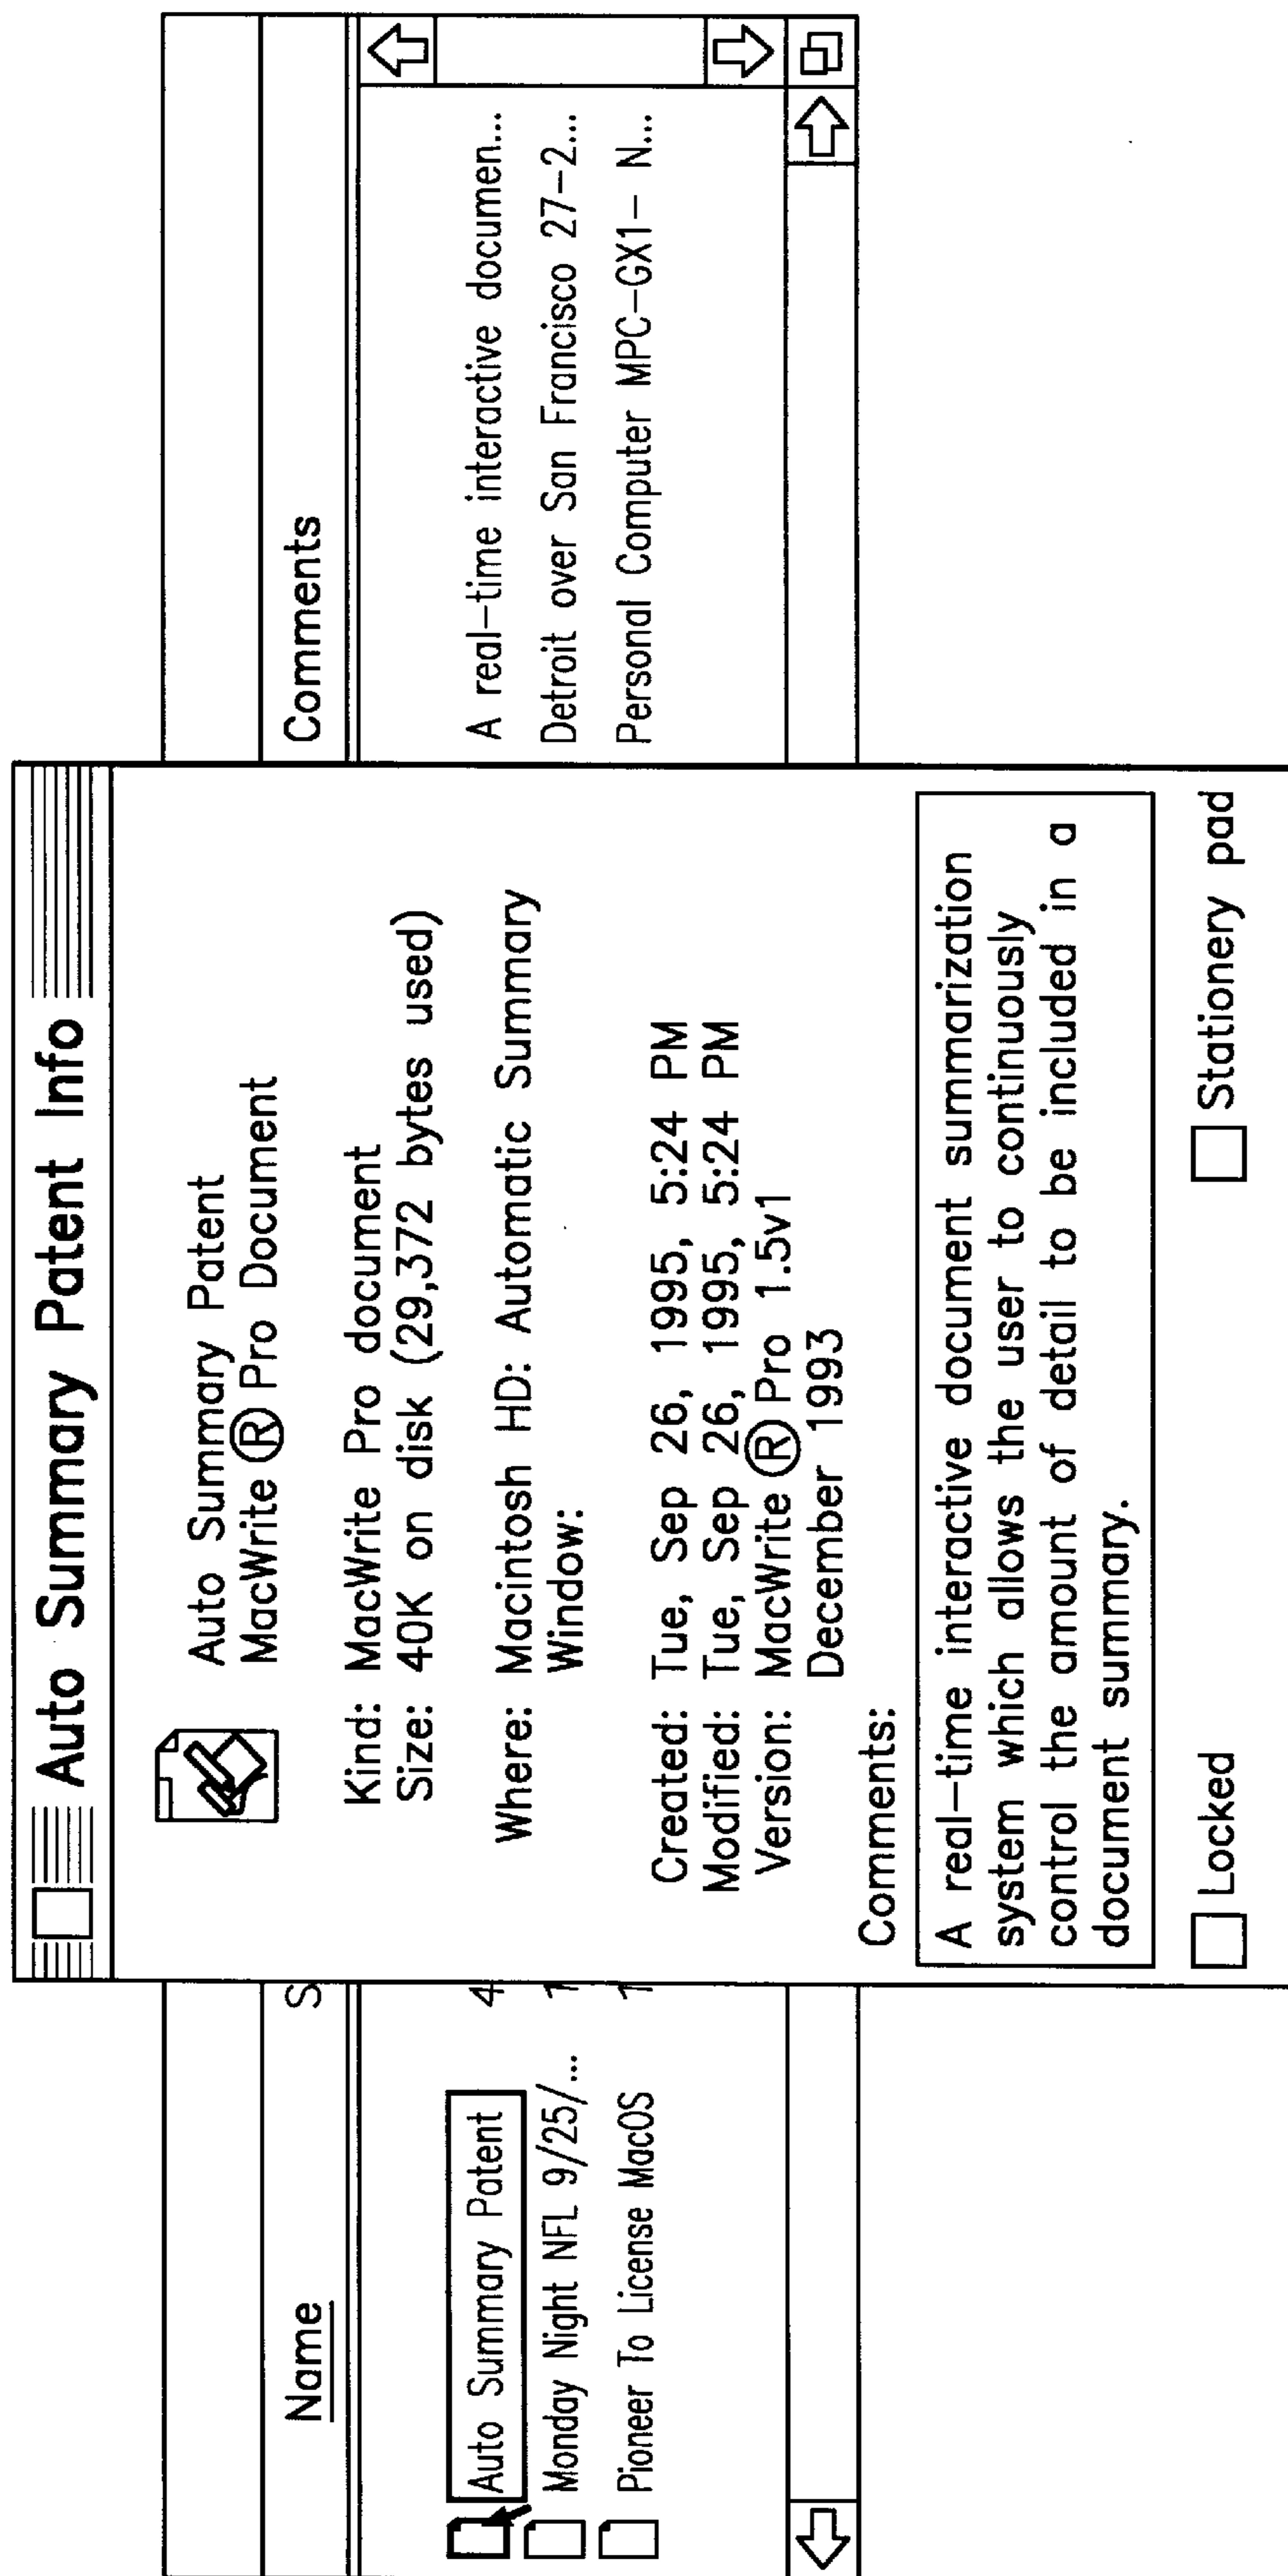 Auto Summary Patent Info
Auto Summary Patent
MacWrite ® Pro Document
Kind: MacWrite Pro document
Size: 40K on disk (29,372 bytes used)
Where: Macintosh HD: Automatic Summary
Window:
Created: Tue, Sep 26, 1995, 5:24 PM
Modified: Tue, Sep 26, 1995, 5:24 PM
Version: MacWrite ® Pro 1.5v1
December 1993
Comments:
A real-time interactive document summarization
system which allows the user to continuously
control the amount of detail to be included in a
document summary.
Locked
Stationery pad
Name S
Auto Summary Patent 4
Monday Night NFL 9/25/... 1
Pioneer To License MacOS 1
Comments
A real-time interactive documen...
Detroit over San Francisco 27-2...
Personal Computer MPC-GX1- N...